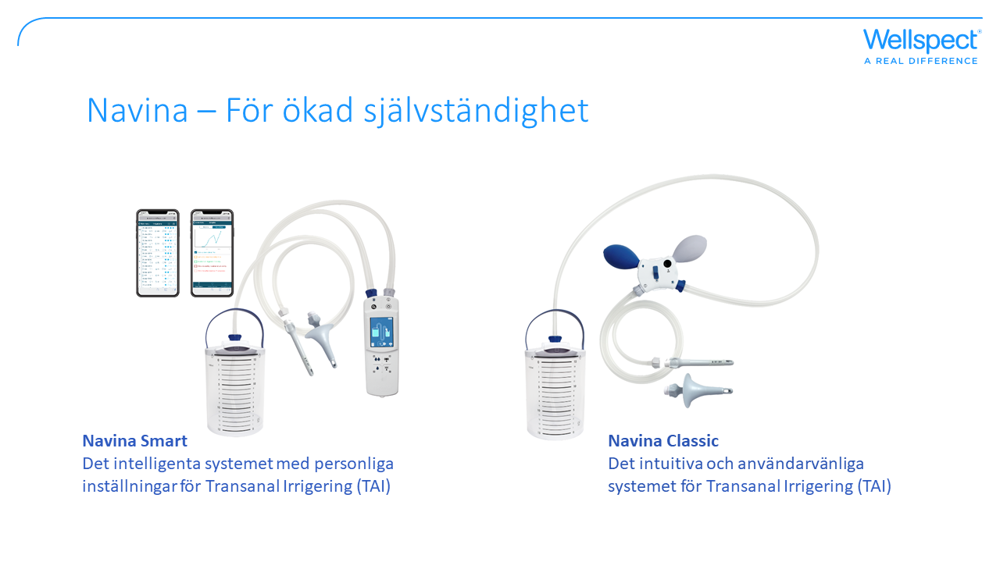 Wellspect®
A REAL DIFFERENCE
Navina – För ökad självständighet
Navina Smart
Det intelligenta systemet med personliga
inställningar för Transanal Irrigering (TAI)
Navina Classic
Det intuitiva och användarvänliga
systemet för Transanal Irrigering (TAI)